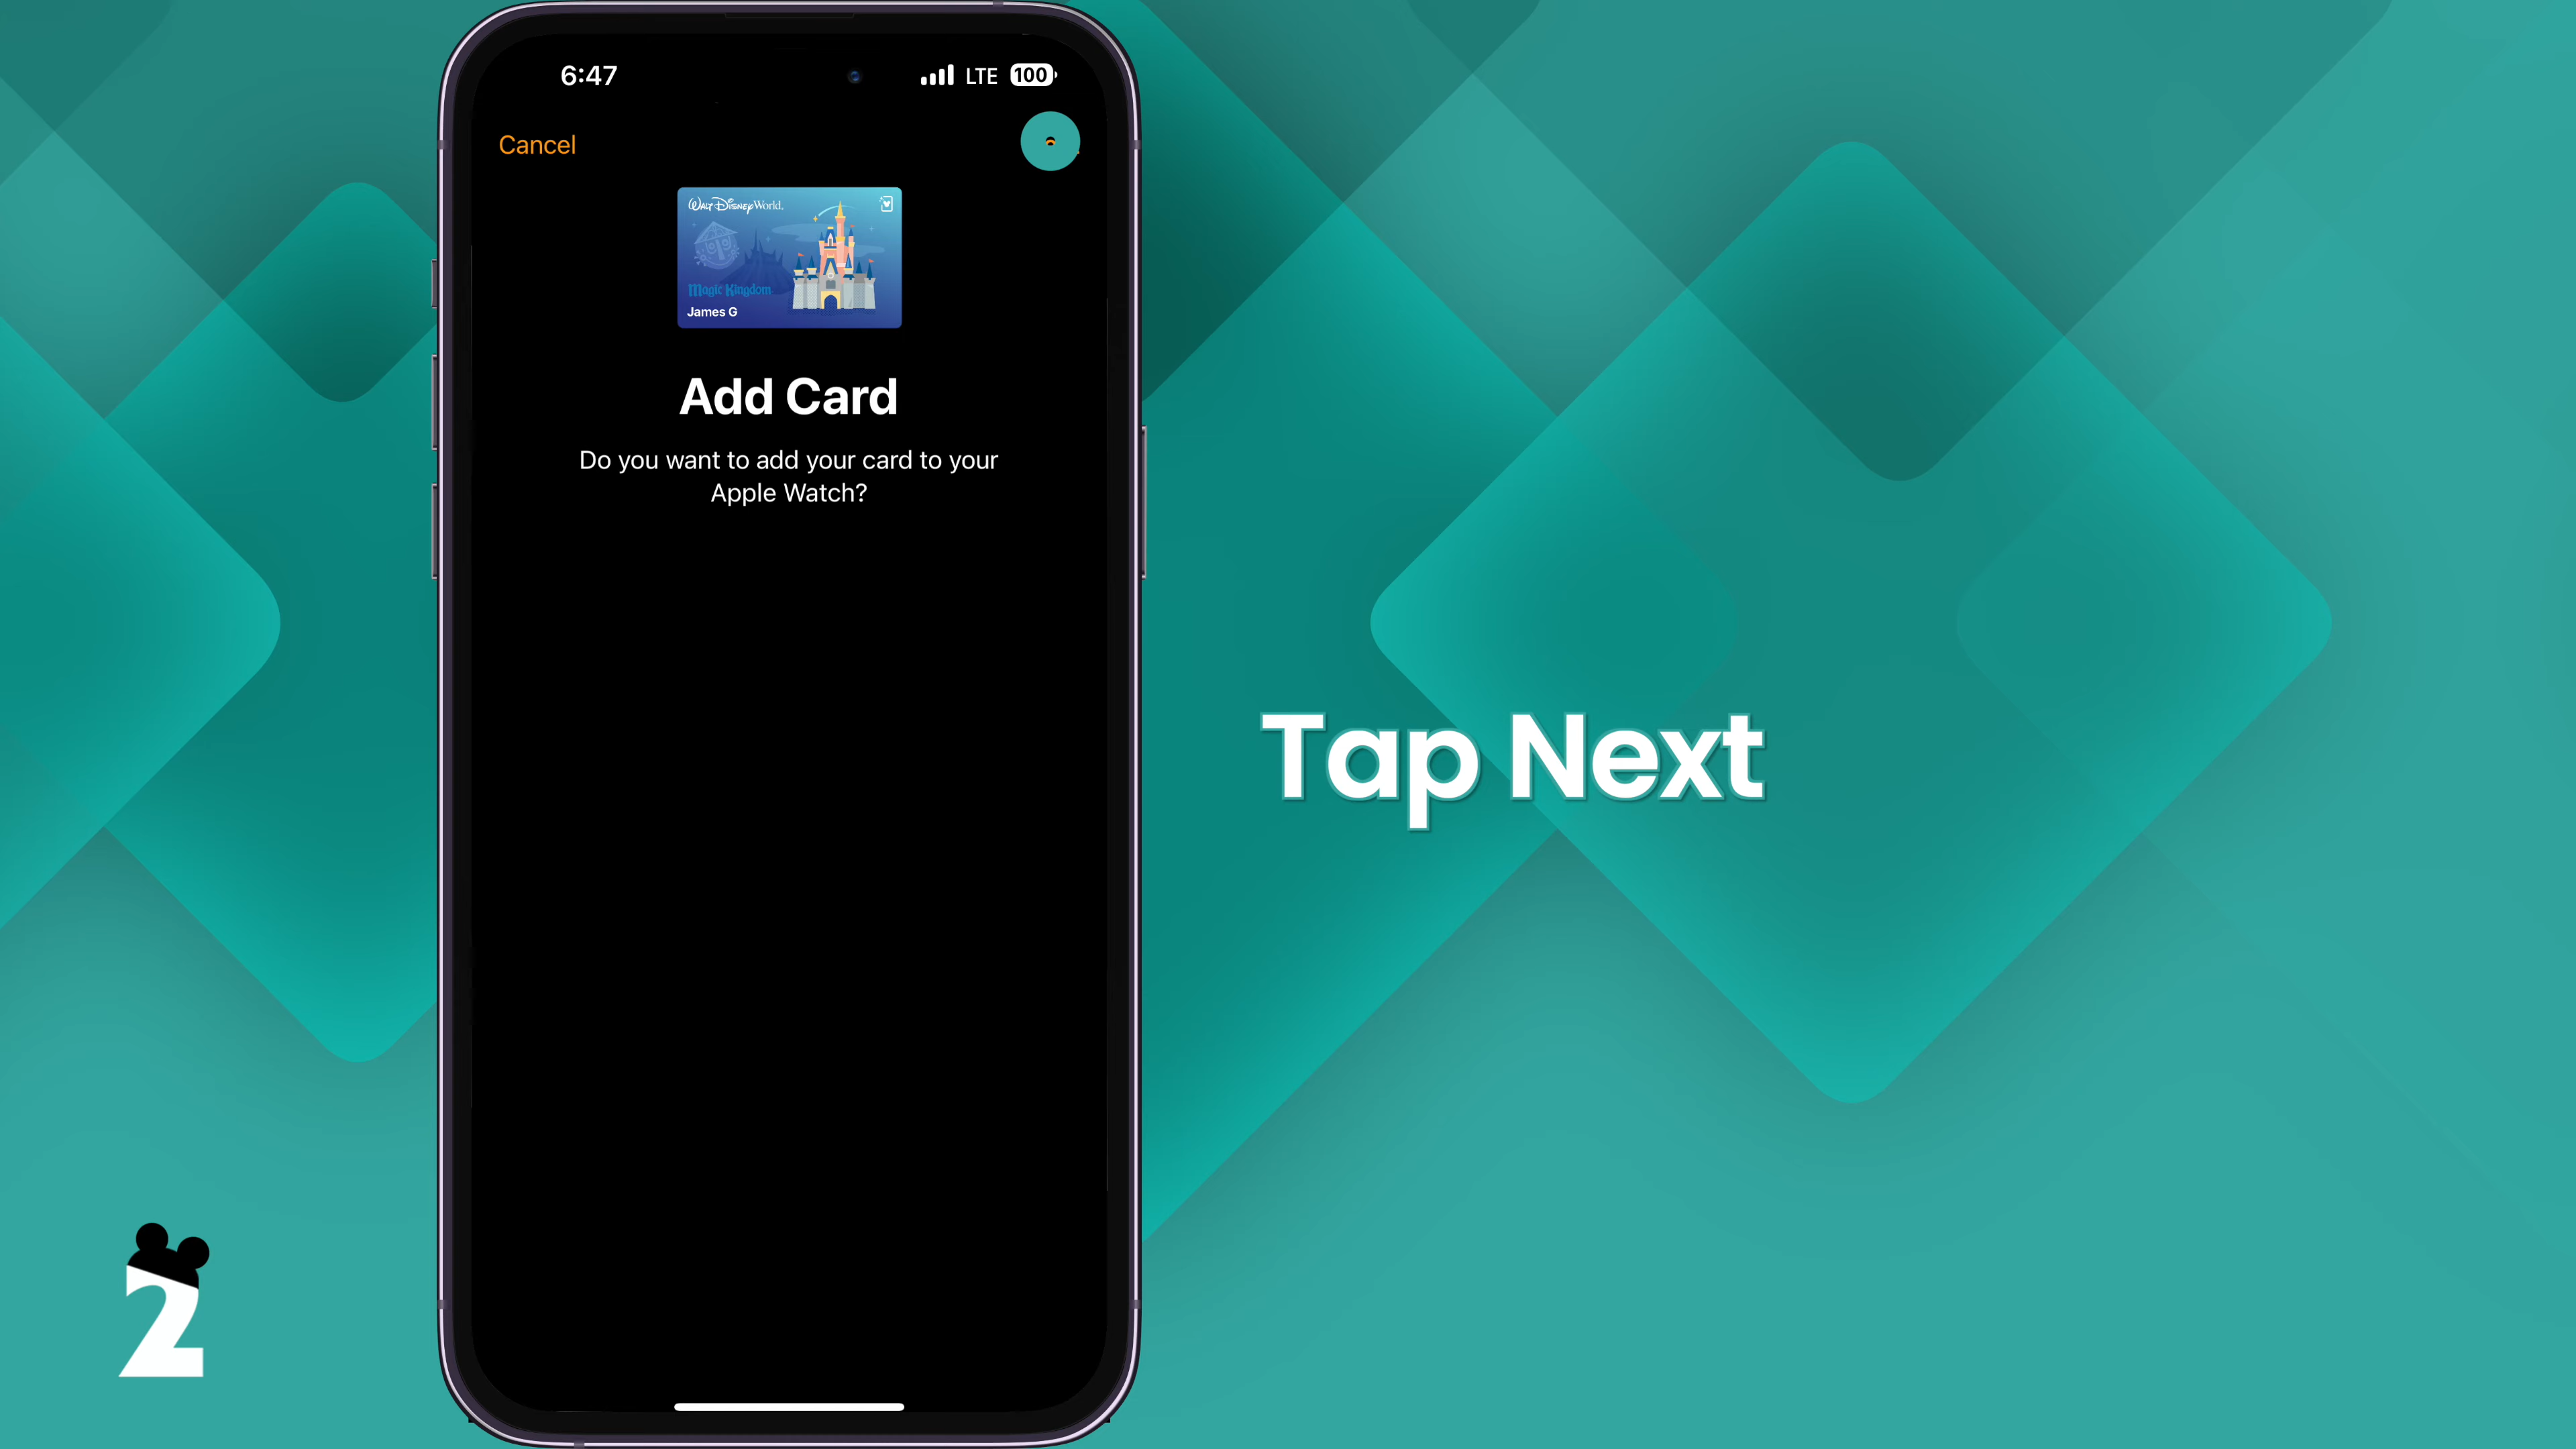 6:47
LTE 100
Cancel
Walt Disney World.
Magic Kingdom
James G
Add Card
Do you want to add your card to your
Apple Watch?
Tap Next
2